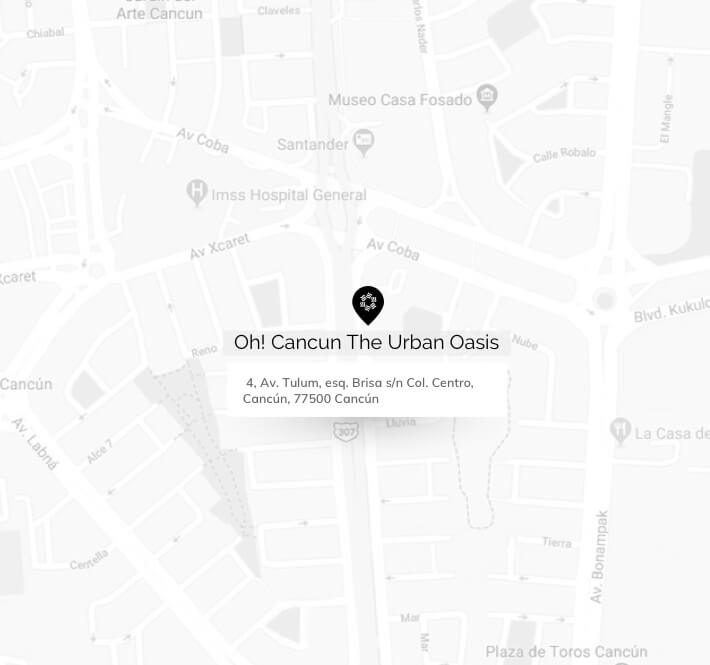 Claveles
Arte Cancun
Chiabal
Museo Casa Fosado
El Mangle
Av Coba
Santander
Calle Robalo
Imss Hospital General
Av Xcaret
Av Coba
Xcaret
Blvd. Kukulc
Oh! Cancun The Urban Oasis
Nube
Reno
4, Av. Tulum, esq. Brisa s/n Col. Centro,
Cancún, 77500 Cancún
Cancún
Lluvia
307
La Casa de
Av. Labná
Alce 7
Tierra
Centella
Av. Bonampak
Mar
Mar
Plaza de Toros Cancún